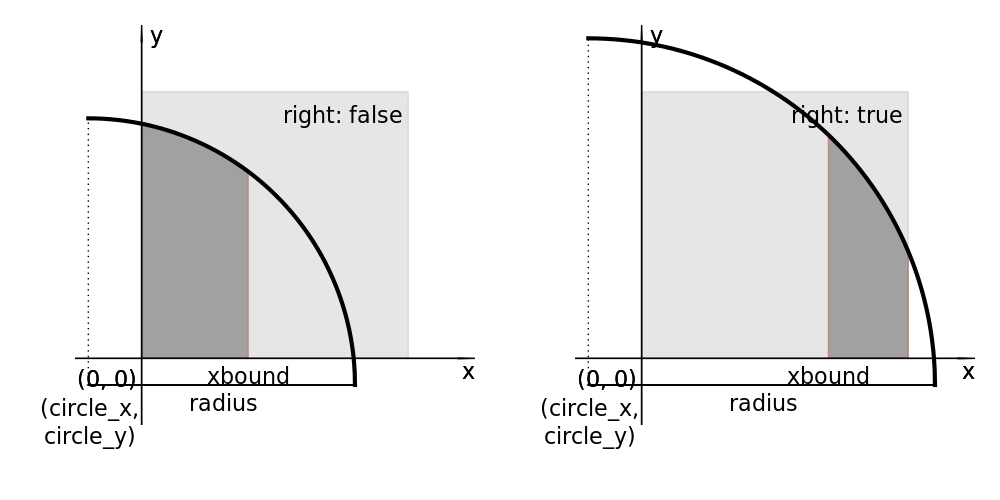 y
right: false
x
(0, 0)
xbound
(circle_x,
circle_y)
radius
y
right: true
x
(0, 0)
xbound
(circle_x,
circle_y)
radius